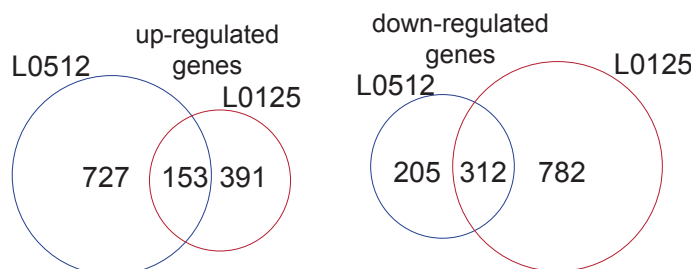 up-regulated
genes
L0512
L0125
727
153
391
down-regulated
genes
L0512
L0125
205
312
782